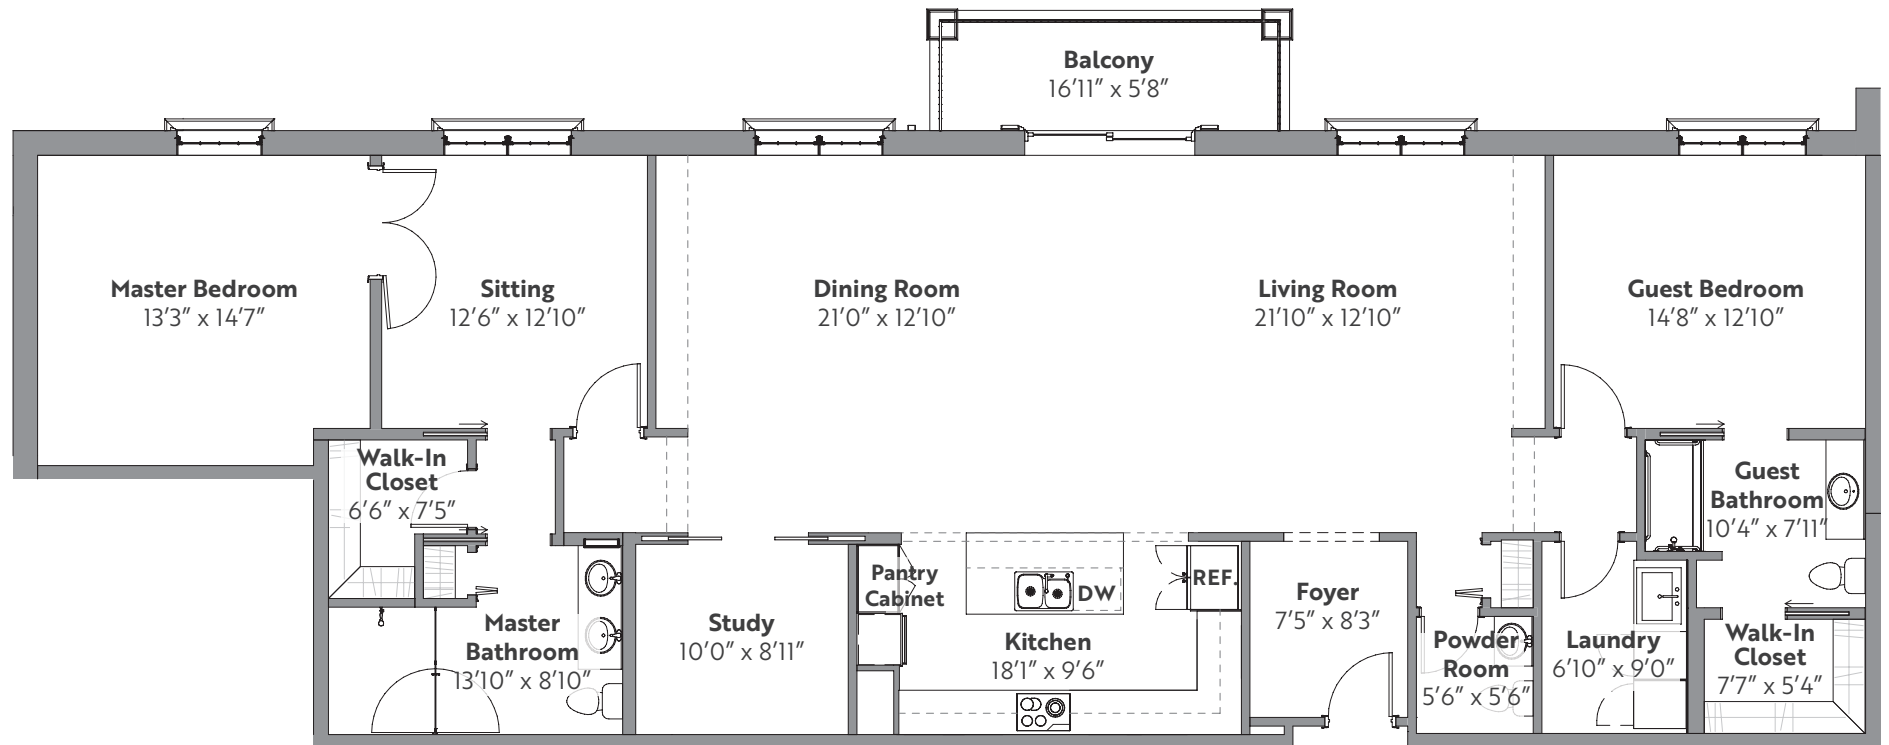 Balcony
16'11" x 5'8"
Master Bedroom
13'3" x 14'7"
Sitting
12'6" x 12'10"
Dining Room
21'0" x 12'10"
Living Room
21'10" x 12'10"
Guest Bedroom
14'8" x 12'10"
Walk-In
Closet
6'6" x 7'5"
Guest
Bathroom
10'4" x 7'11"
Pantry
Cabinet
DW
REF.
Foyer
7'5" x 8'3"
Master
Bathroom
13'10" x 8'10"
Study
10'0" x 8'11"
Kitchen
18'1" x 9'6"
Powder
Room
5'6" x 5'6"
Laundry
6'10" x 9'0"
Walk-In
Closet
7'7" x 5'4"